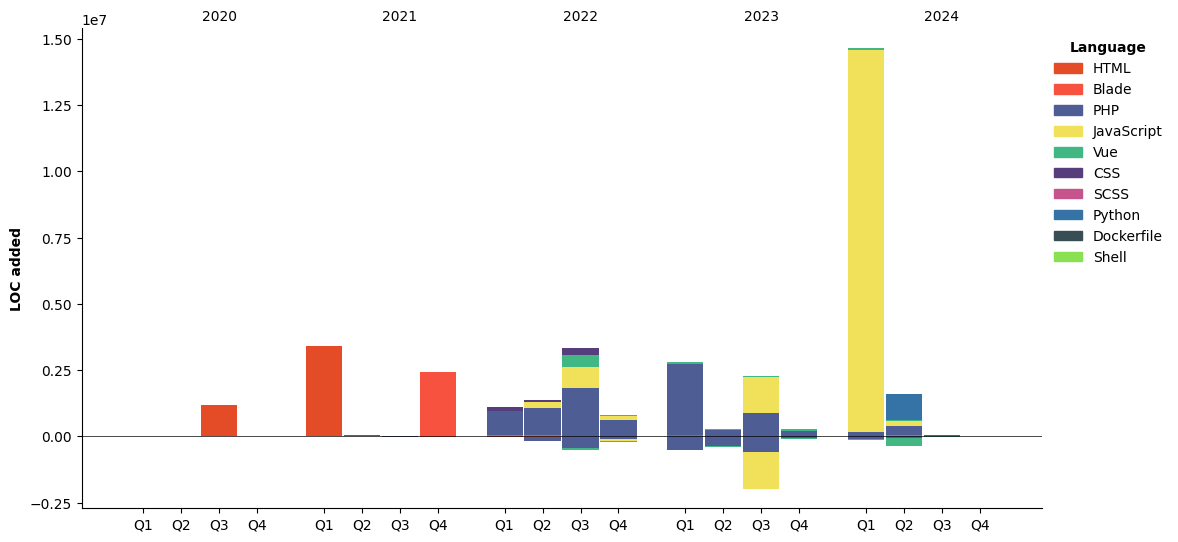 2020 2021 2022 2023 2024
1e7
1.50
1.25
1.00
0.75
0.50
0.25
0.00
−0.25
LOC added
Q1 Q2 Q3 Q4 Q1 Q2 Q3 Q4 Q1 Q2 Q3 Q4 Q1 Q2 Q3 Q4 Q1 Q2 Q3 Q4
Language
HTML
Blade
PHP
JavaScript
Vue
CSS
SCSS
Python
Dockerfile
Shell